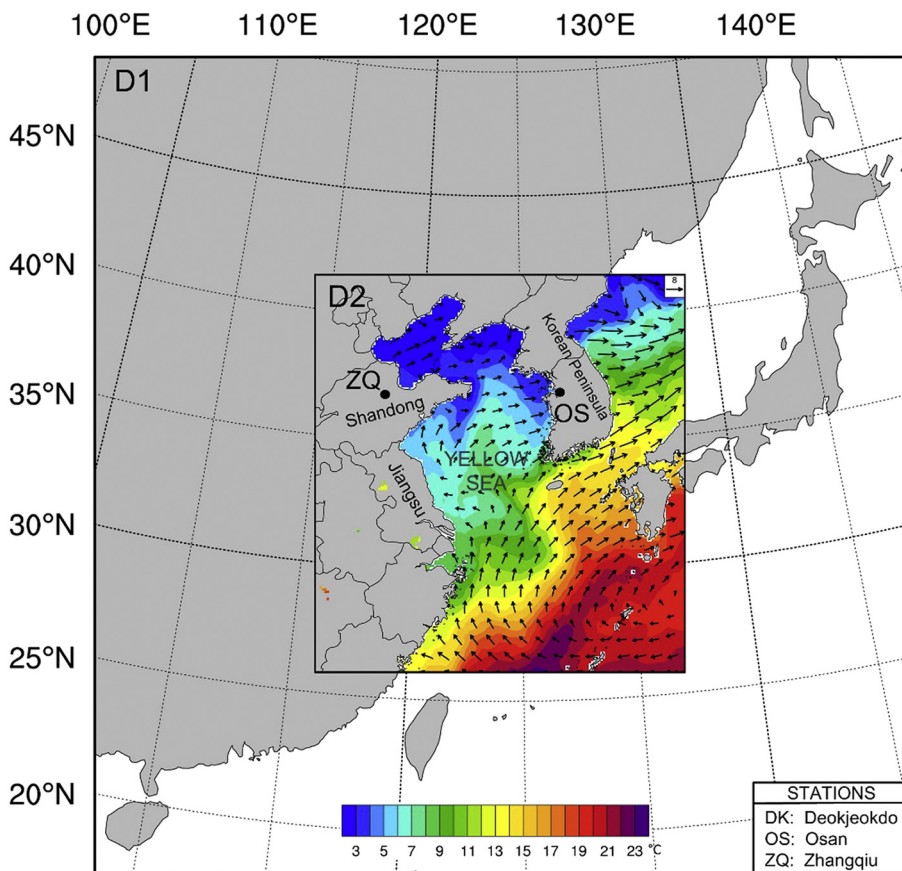 100°E 110°E 120°E 130°E 140°E
D1
45°N
40°N
D2
8
Korean Peninsula
ZQ
35°N
OS
Shandong
YELLOW
SEA
Jiangsu
30°N
25°N
20°N
STATIONS
DK: Deokjeokdo
OS: Osan
ZQ: Zhangqiu
3 5 7 9 11 13 15 17 19 21 23 °C